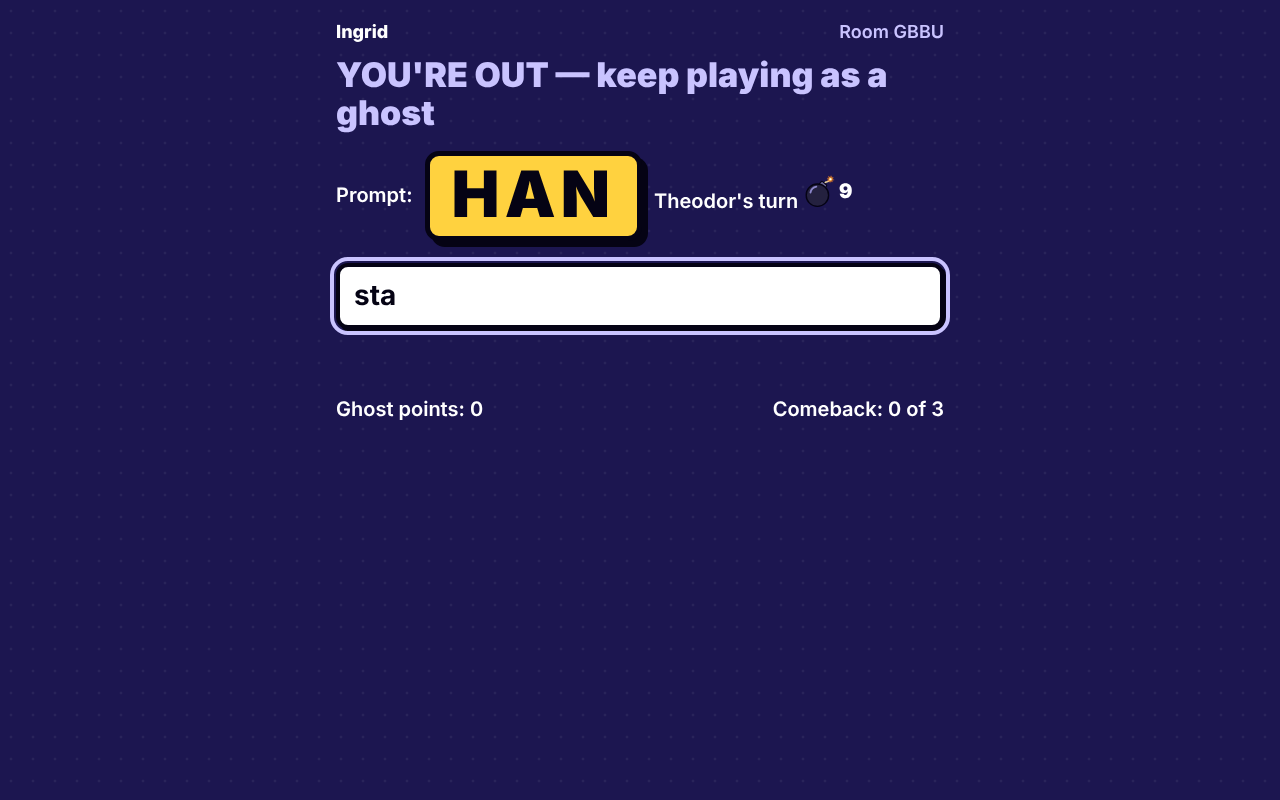 Ingrid
Room GBBU
YOU'RE OUT — keep playing as a
ghost
Prompt: HAN Theodor's turn 💣 9
sta
Ghost points: 0
Comeback: 0 of 3